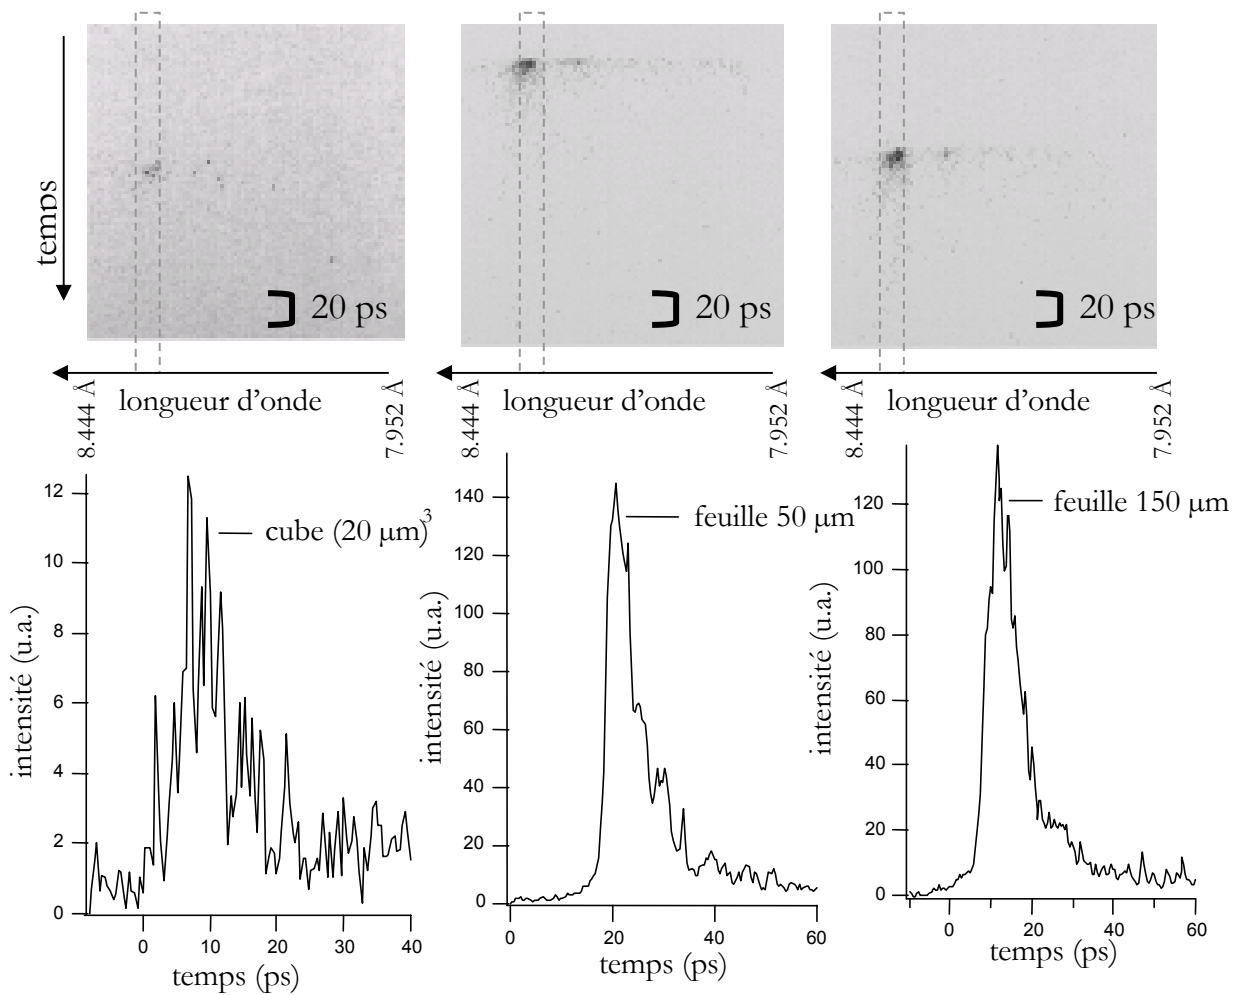 temps
20 ps
20 ps
20 ps
8.444 Å
longueur d'onde
7.952 Å
8.444 Å
longueur d'onde
7.952 Å
8.444 Å
longueur d'onde
7.952 Å
intensité (u.a.)
12
10
8
6
4
2
0
cube (20 µm)³
0
10
20
30
40
temps (ps)
intensité (u.a.)
140
120
100
80
60
40
20
0
feuille 50 µm
0
20
40
60
temps (ps)
intensité (u.a.)
120
100
80
60
40
20
0
feuille 150 µm
0
20
40
60
temps (ps)